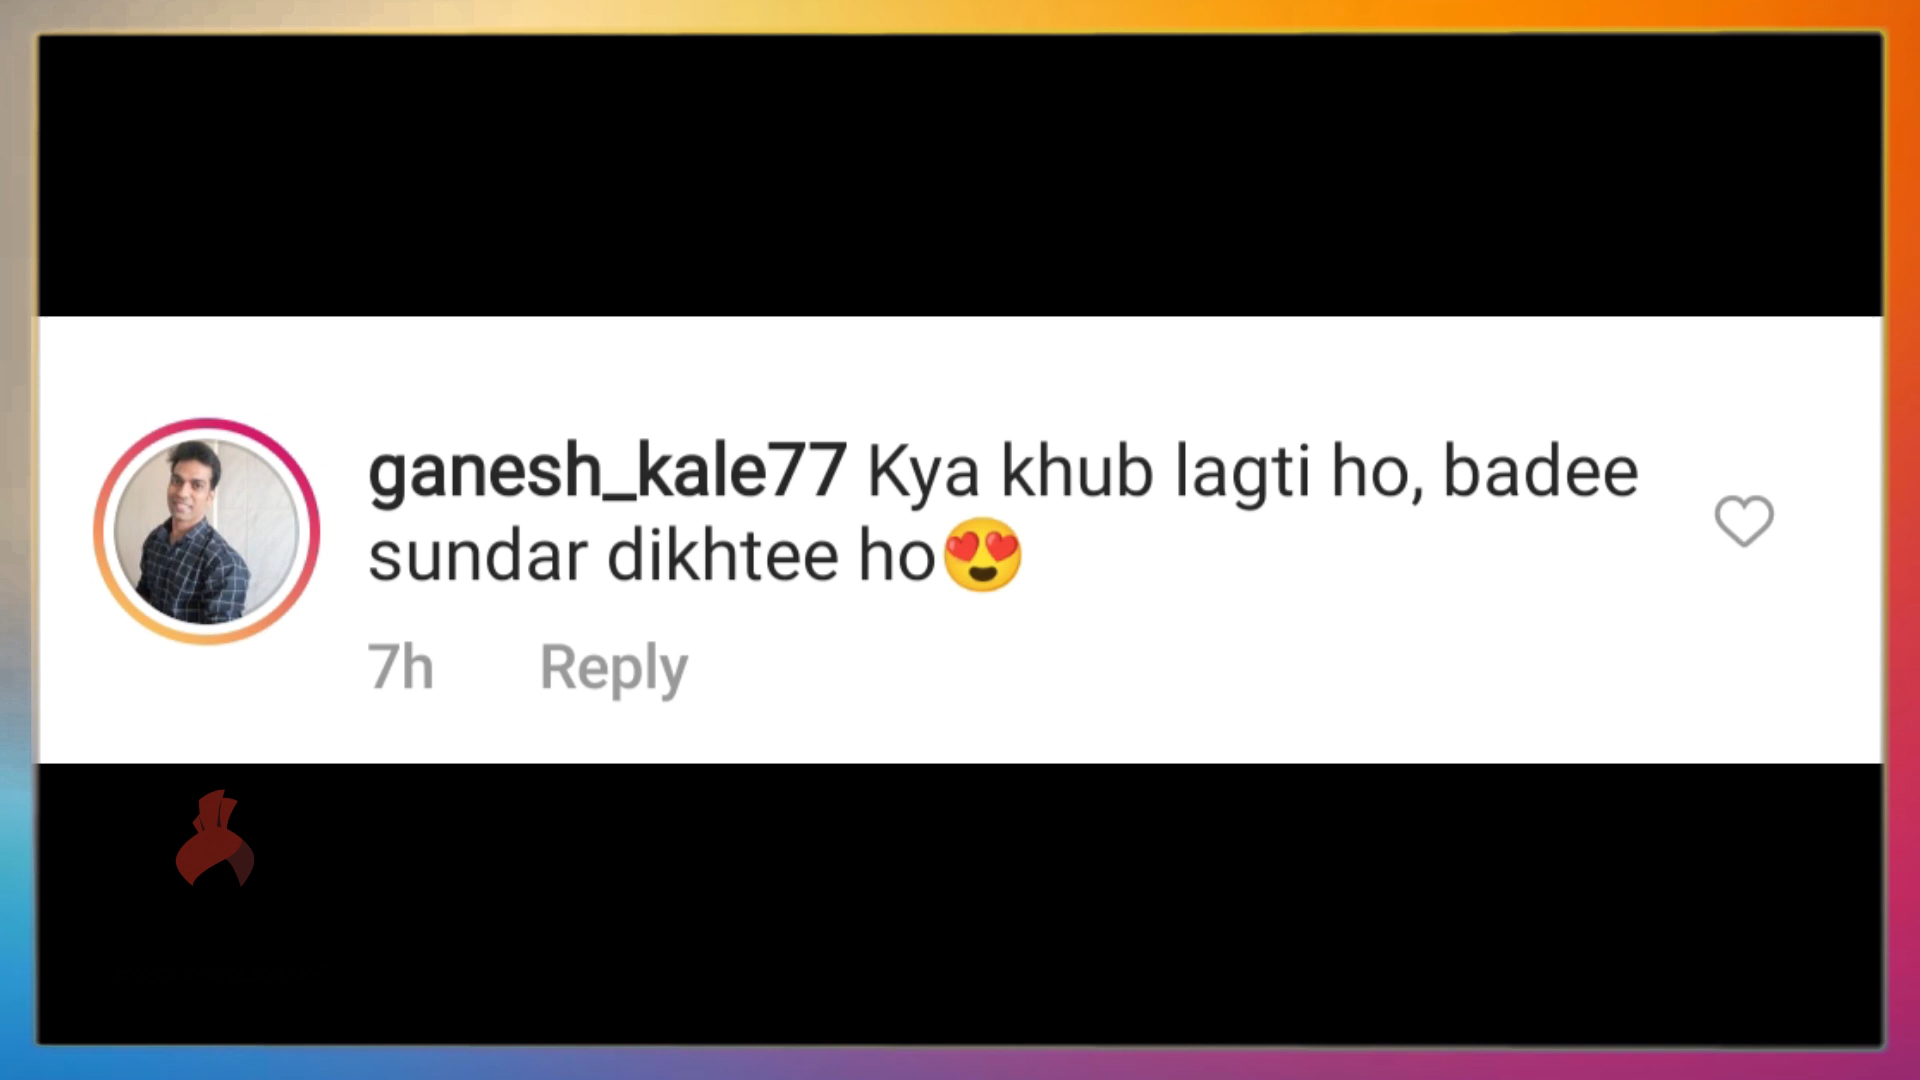 ganesh_kale77 Kya khub lagti ho, badee
sundar dikhtee ho😍
7h Reply